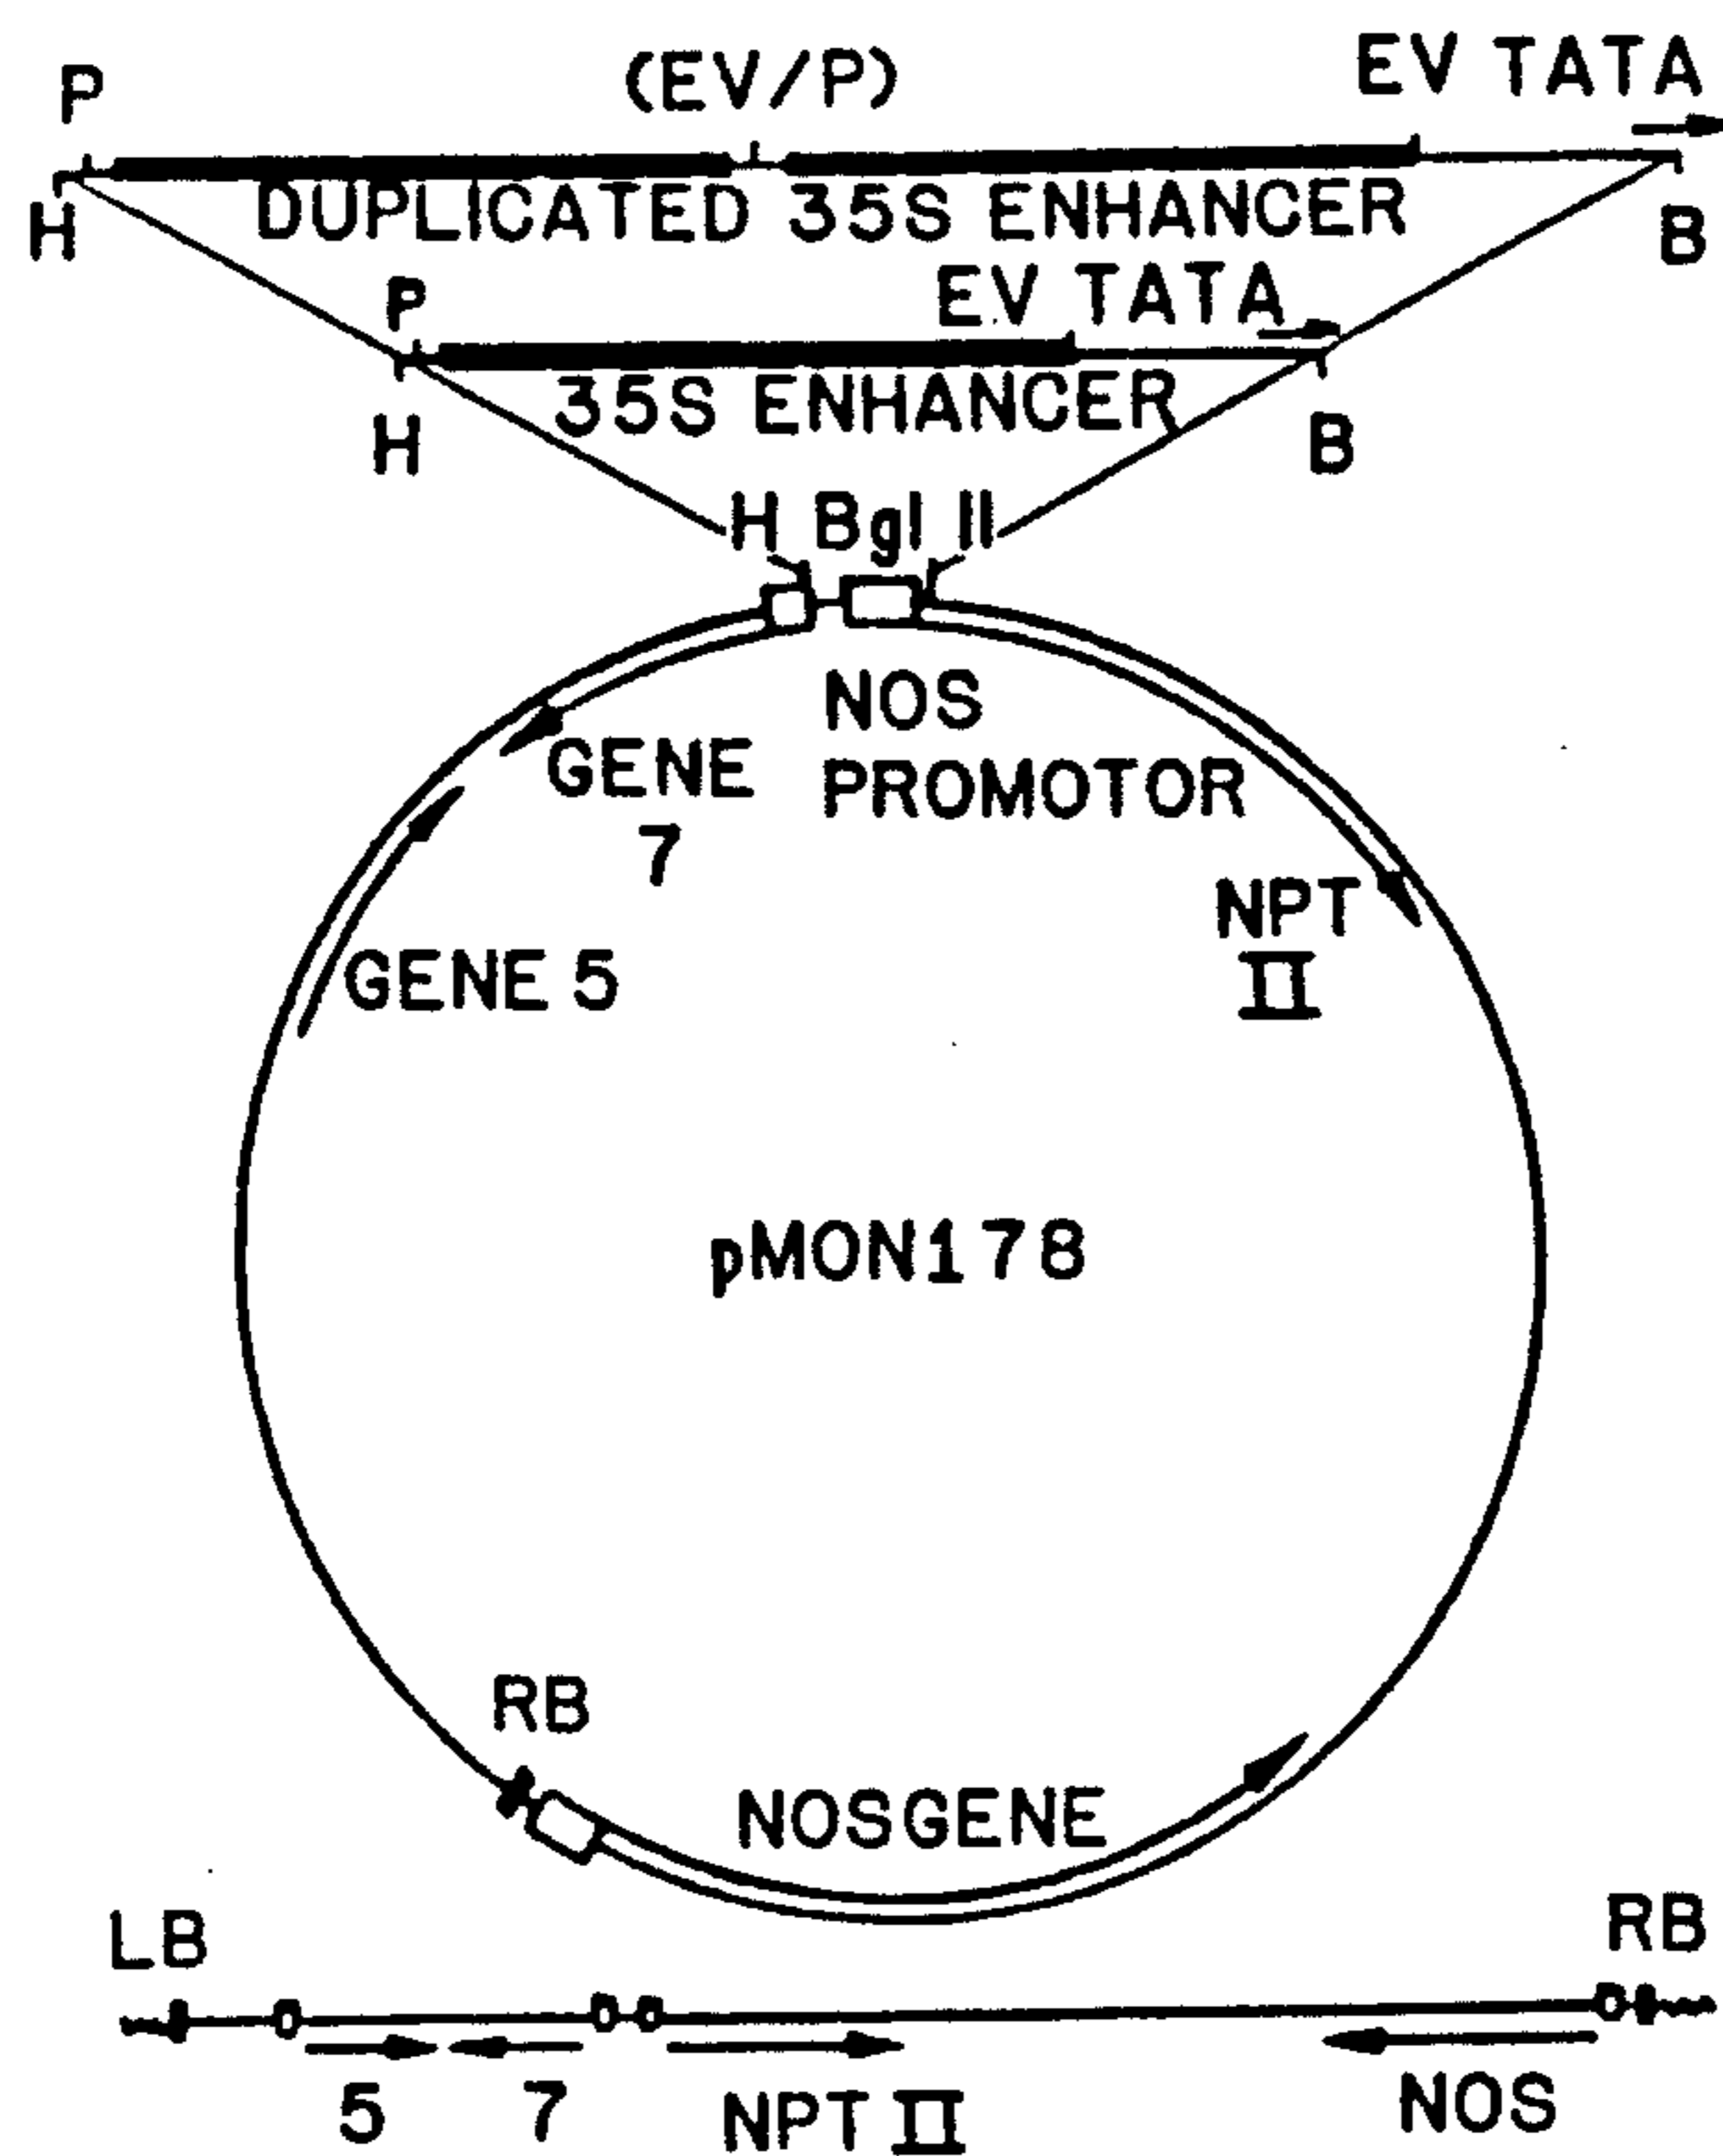 P (EV/P) EV TATA
H DUPLICATED 35S ENHANCER B
P EV TATA
35S ENHANCER
H B
H Bgl II
NOS
PROMOTOR
GENE
7
NPT
II
GENE 5
pMON178
RB
NOSGENE
LB RB
5 7 NPT II NOS